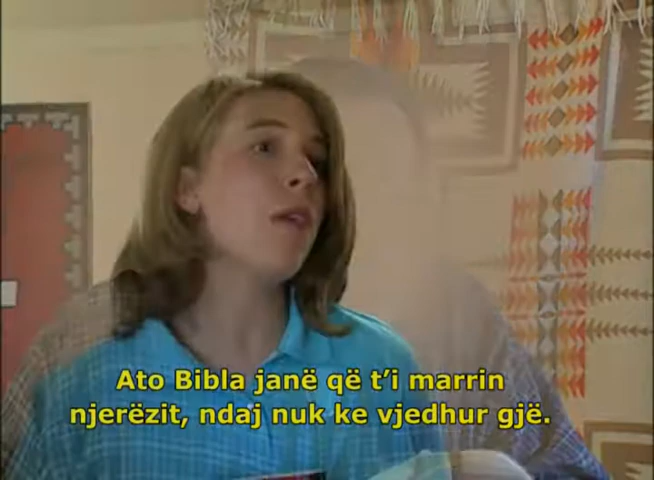 Ato Bibla janë që t’i marrin
njerëzit, ndaj nuk ke vjedhur gjë.